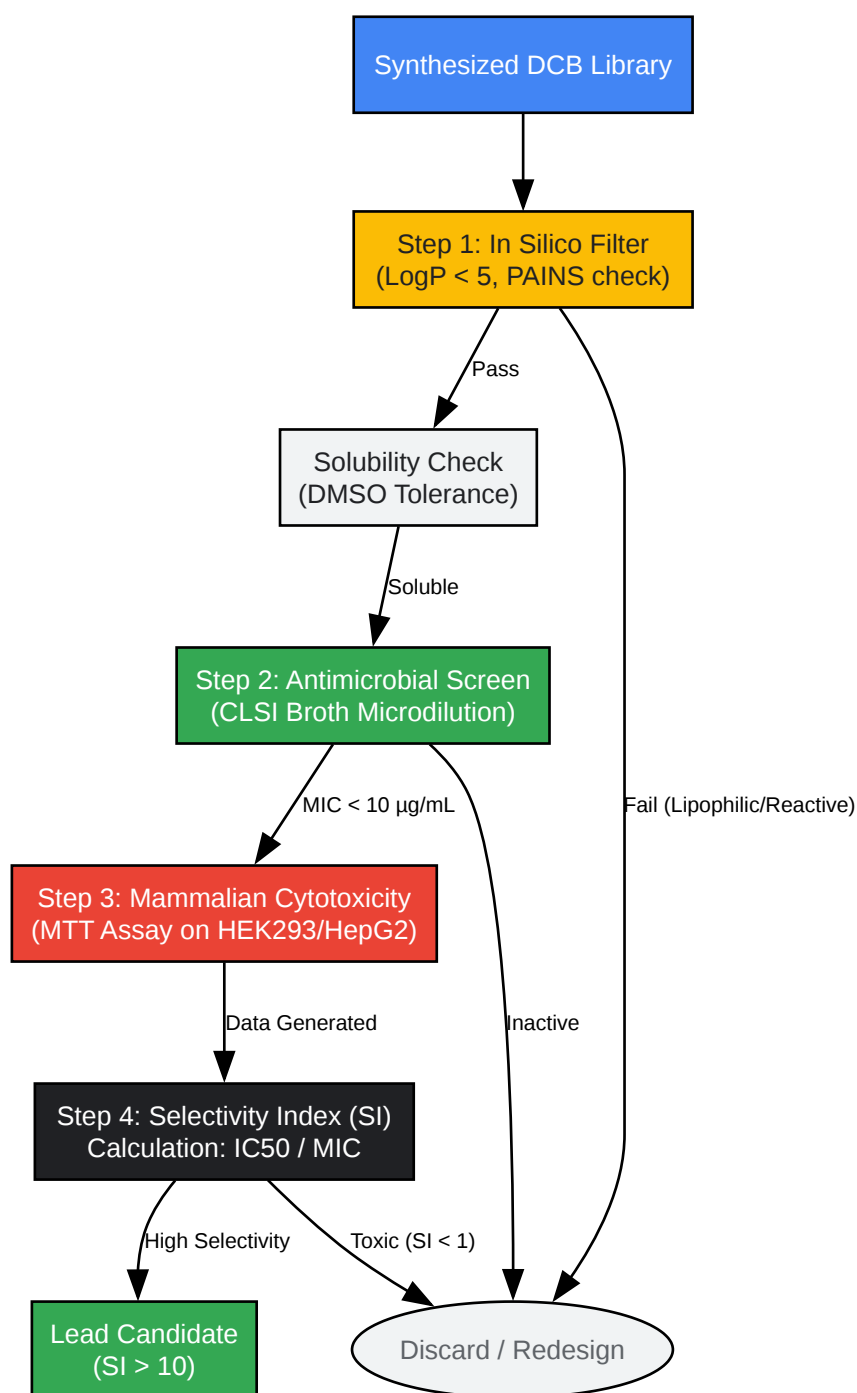 Synthesized DCB Library
Step 1: In Silico Filter
(LogP < 5, PAINS check)
Pass
Solubility Check
(DMSO Tolerance)
Soluble
Step 2: Antimicrobial Screen
(CLSI Broth Microdilution)
MIC < 10 µg/mL
Fail (Lipophilic/Reactive)
Step 3: Mammalian Cytotoxicity
(MTT Assay on HEK293/HepG2)
Data Generated
Inactive
Step 4: Selectivity Index (SI)
Calculation: IC50 / MIC
High Selectivity
Toxic (SI < 1)
Lead Candidate
(SI > 10)
Discard / Redesign